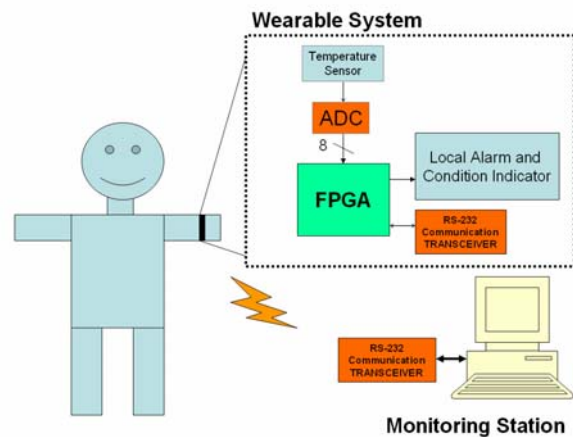 Wearable System
Temperature
Sensor
ADC
8
FPGA
Local Alarm and
Condition Indicator
RS-232
Communication
TRANSCEIVER
RS-232
Communication
TRANSCEIVER
Monitoring Station